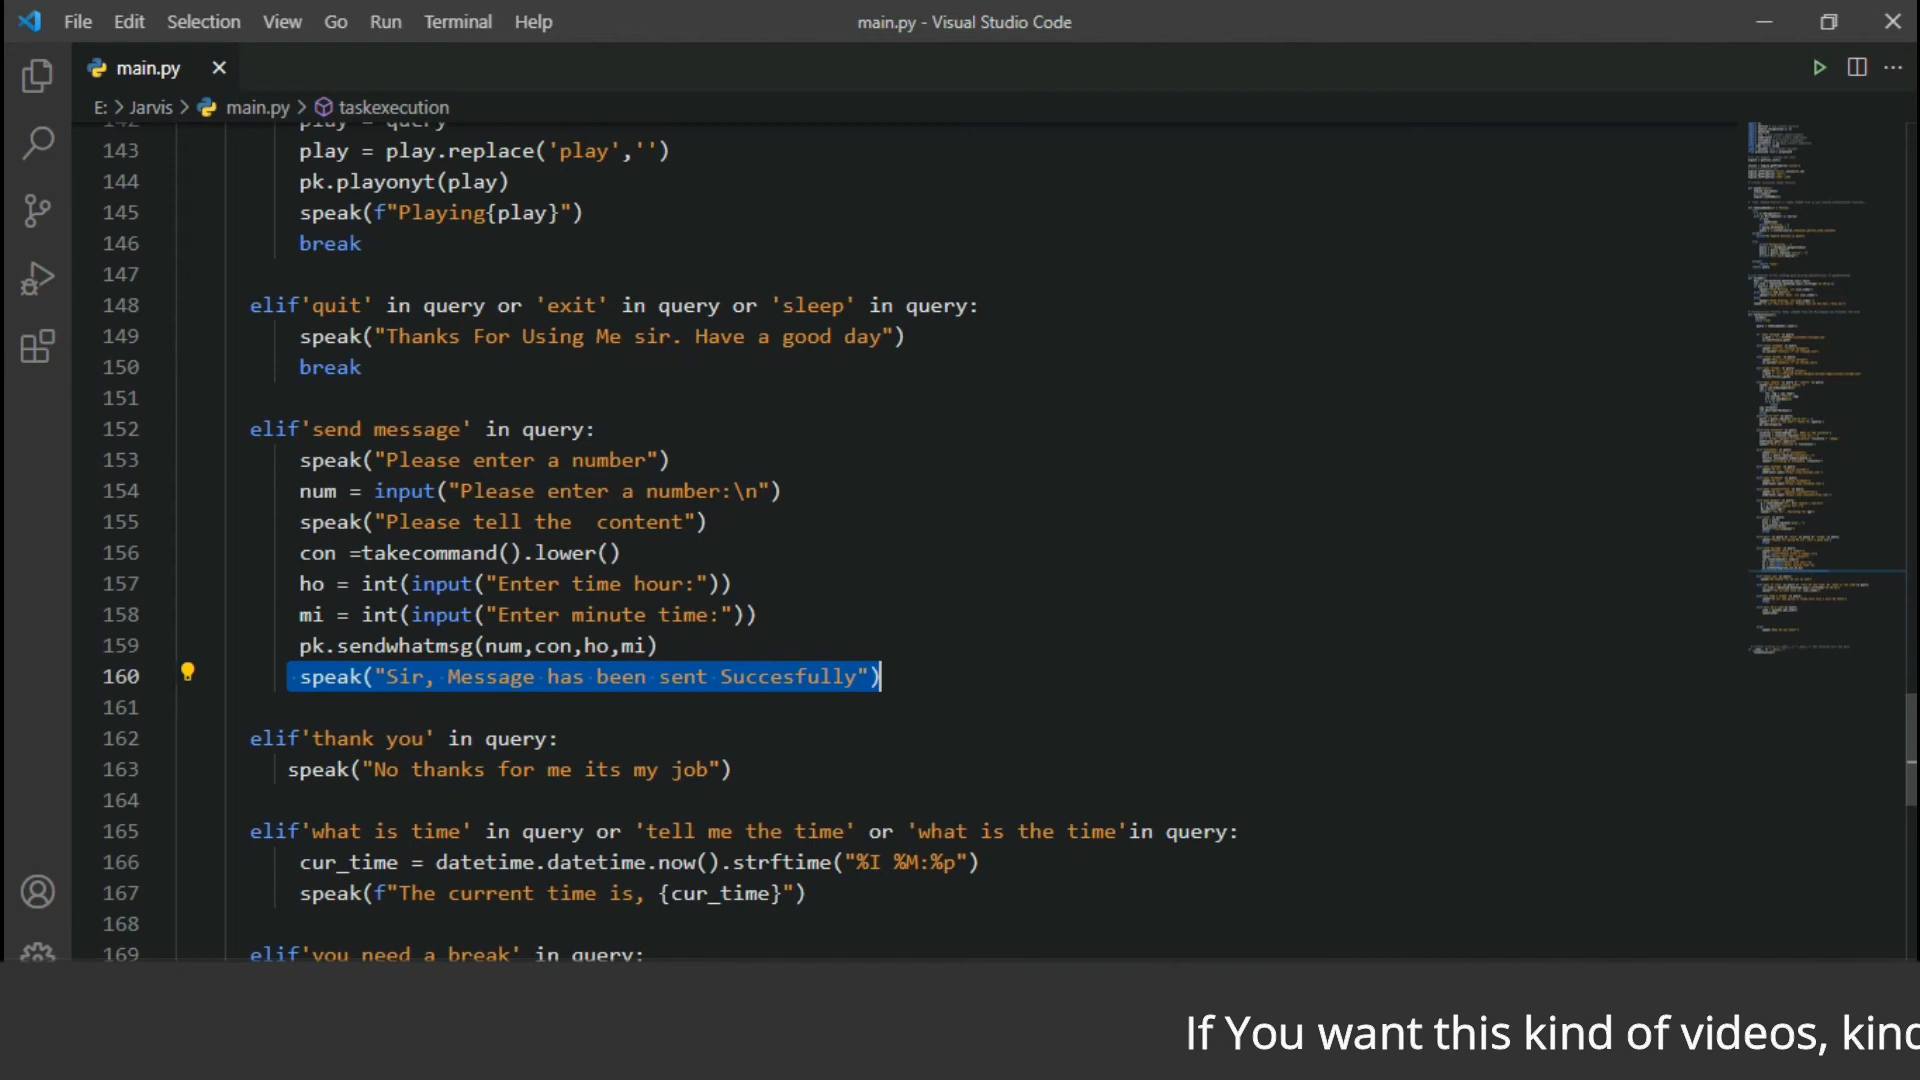 File Edit Selection View Go Run Terminal Help
main.py - Visual Studio Code
main.py
E: > Jarvis > main.py > taskexecution
142 play = query
143 play = play.replace('play','')
144 pk.playonyt(play)
145 speak(f"Playing{play}")
146 break
147
148 elif'quit' in query or 'exit' in query or 'sleep' in query:
149 speak("Thanks For Using Me sir. Have a good day")
150 break
151
152 elif'send message' in query:
153 speak("Please enter a number")
154 num = input("Please enter a number:\n")
155 speak("Please tell the  content")
156 con =takecommand().lower()
157 ho = int(input("Enter time hour:"))
158 mi = int(input("Enter minute time:"))
159 pk.sendwhatmsg(num,con,ho,mi)
160 speak("Sir, Message has been sent Succesfully")
161
162 elif'thank you' in query:
163 speak("No thanks for me its my job")
164
165 elif'what is time' in query or 'tell me the time' or 'what is the time'in query:
166 cur_time = datetime.datetime.now().strftime("%I %M:%p")
167 speak(f"The current time is, {cur_time}")
168
169 elif'you need a break' in query:
If You want this kind of videos, kind